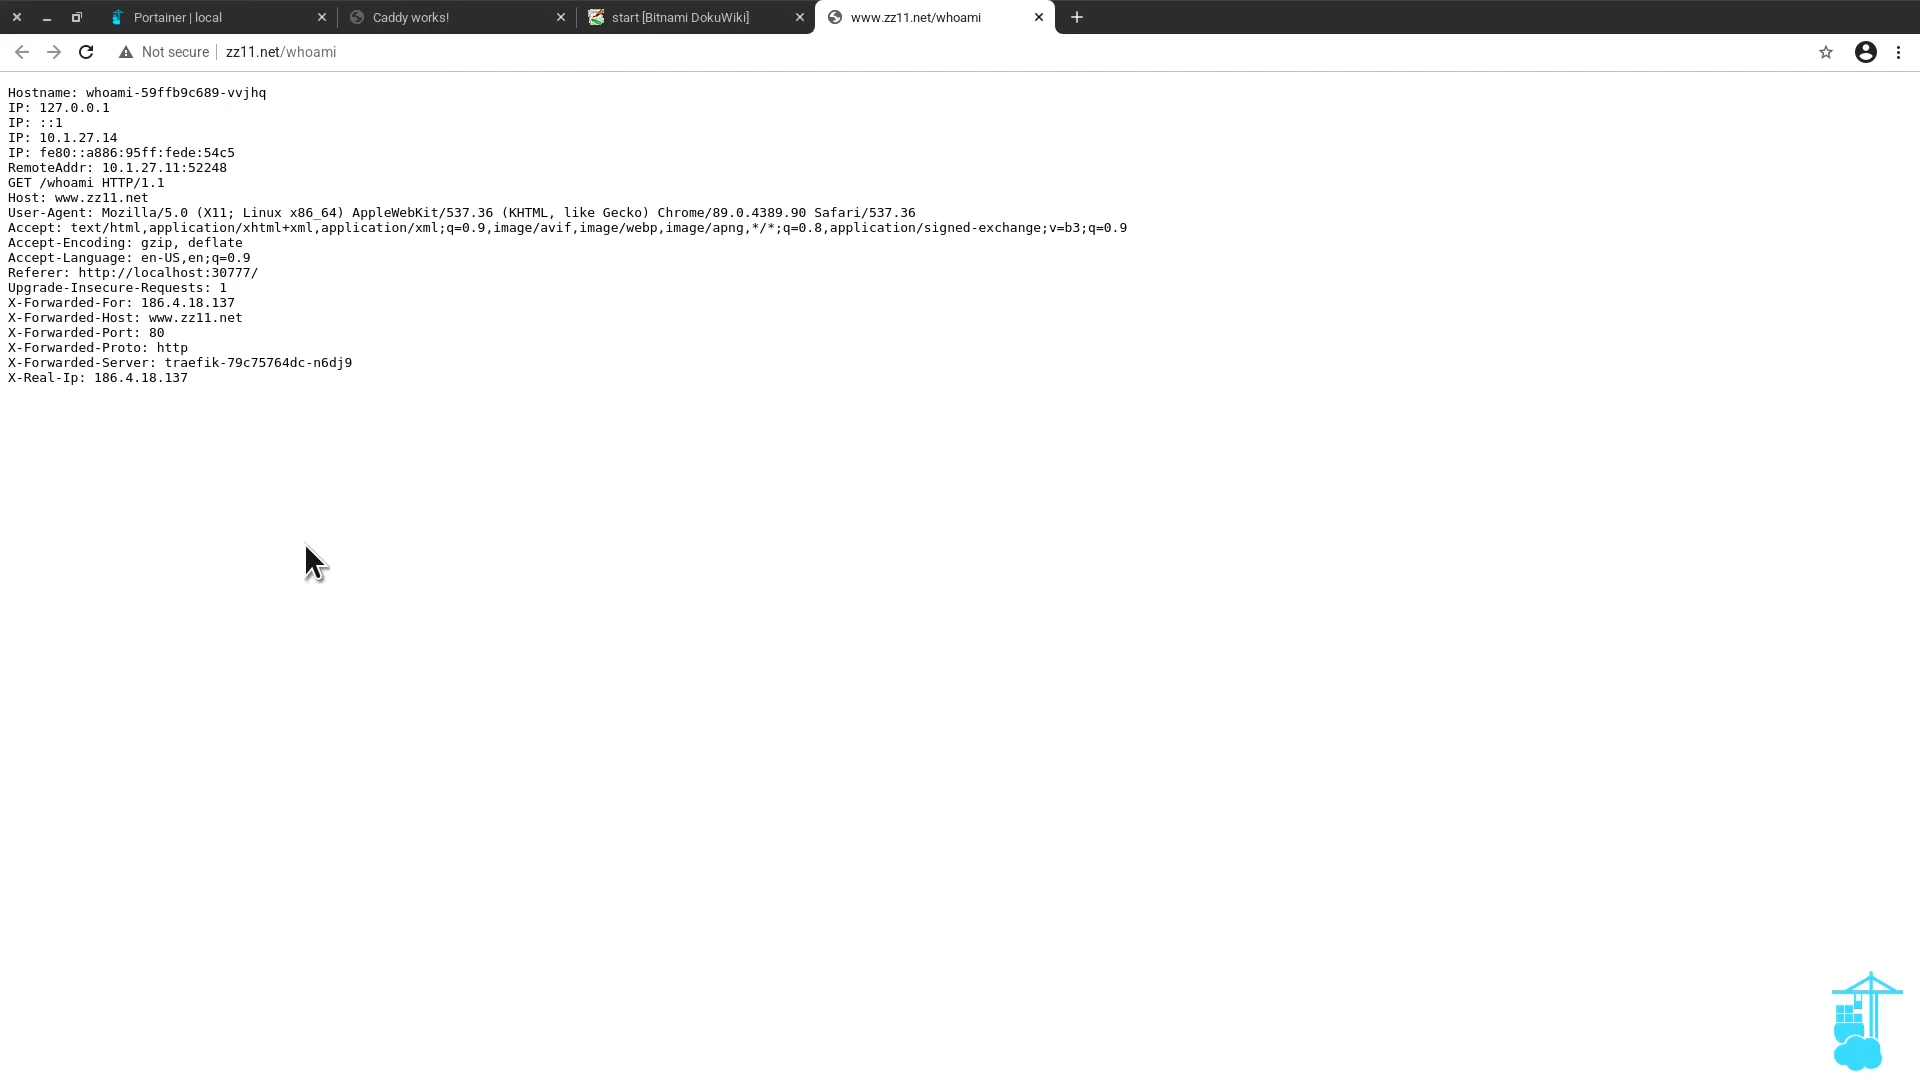 Portainer | local
Caddy works!
start [Bitnami DokuWiki]
www.zz11.net/whoami
Not secure
zz11.net/whoami
Hostname: whoami-59ffb9c689-vvjhq
IP: 127.0.0.1
IP: ::1
IP: 10.1.27.14
IP: fe80::a886:95ff:fede:54c5
RemoteAddr: 10.1.27.11:52248
GET /whoami HTTP/1.1
Host: www.zz11.net
User-Agent: Mozilla/5.0 (X11; Linux x86_64) AppleWebKit/537.36 (KHTML, like Gecko) Chrome/89.0.4389.90 Safari/537.36
Accept: text/html,application/xhtml+xml,application/xml;q=0.9,image/avif,image/webp,image/apng,*/*;q=0.8,application/signed-exchange;v=b3;q=0.9
Accept-Encoding: gzip, deflate
Accept-Language: en-US,en;q=0.9
Referer: http://localhost:30777/
Upgrade-Insecure-Requests: 1
X-Forwarded-For: 186.4.18.137
X-Forwarded-Host: www.zz11.net
X-Forwarded-Port: 80
X-Forwarded-Proto: http
X-Forwarded-Server: traefik-79c75764dc-n6dj9
X-Real-Ip: 186.4.18.137